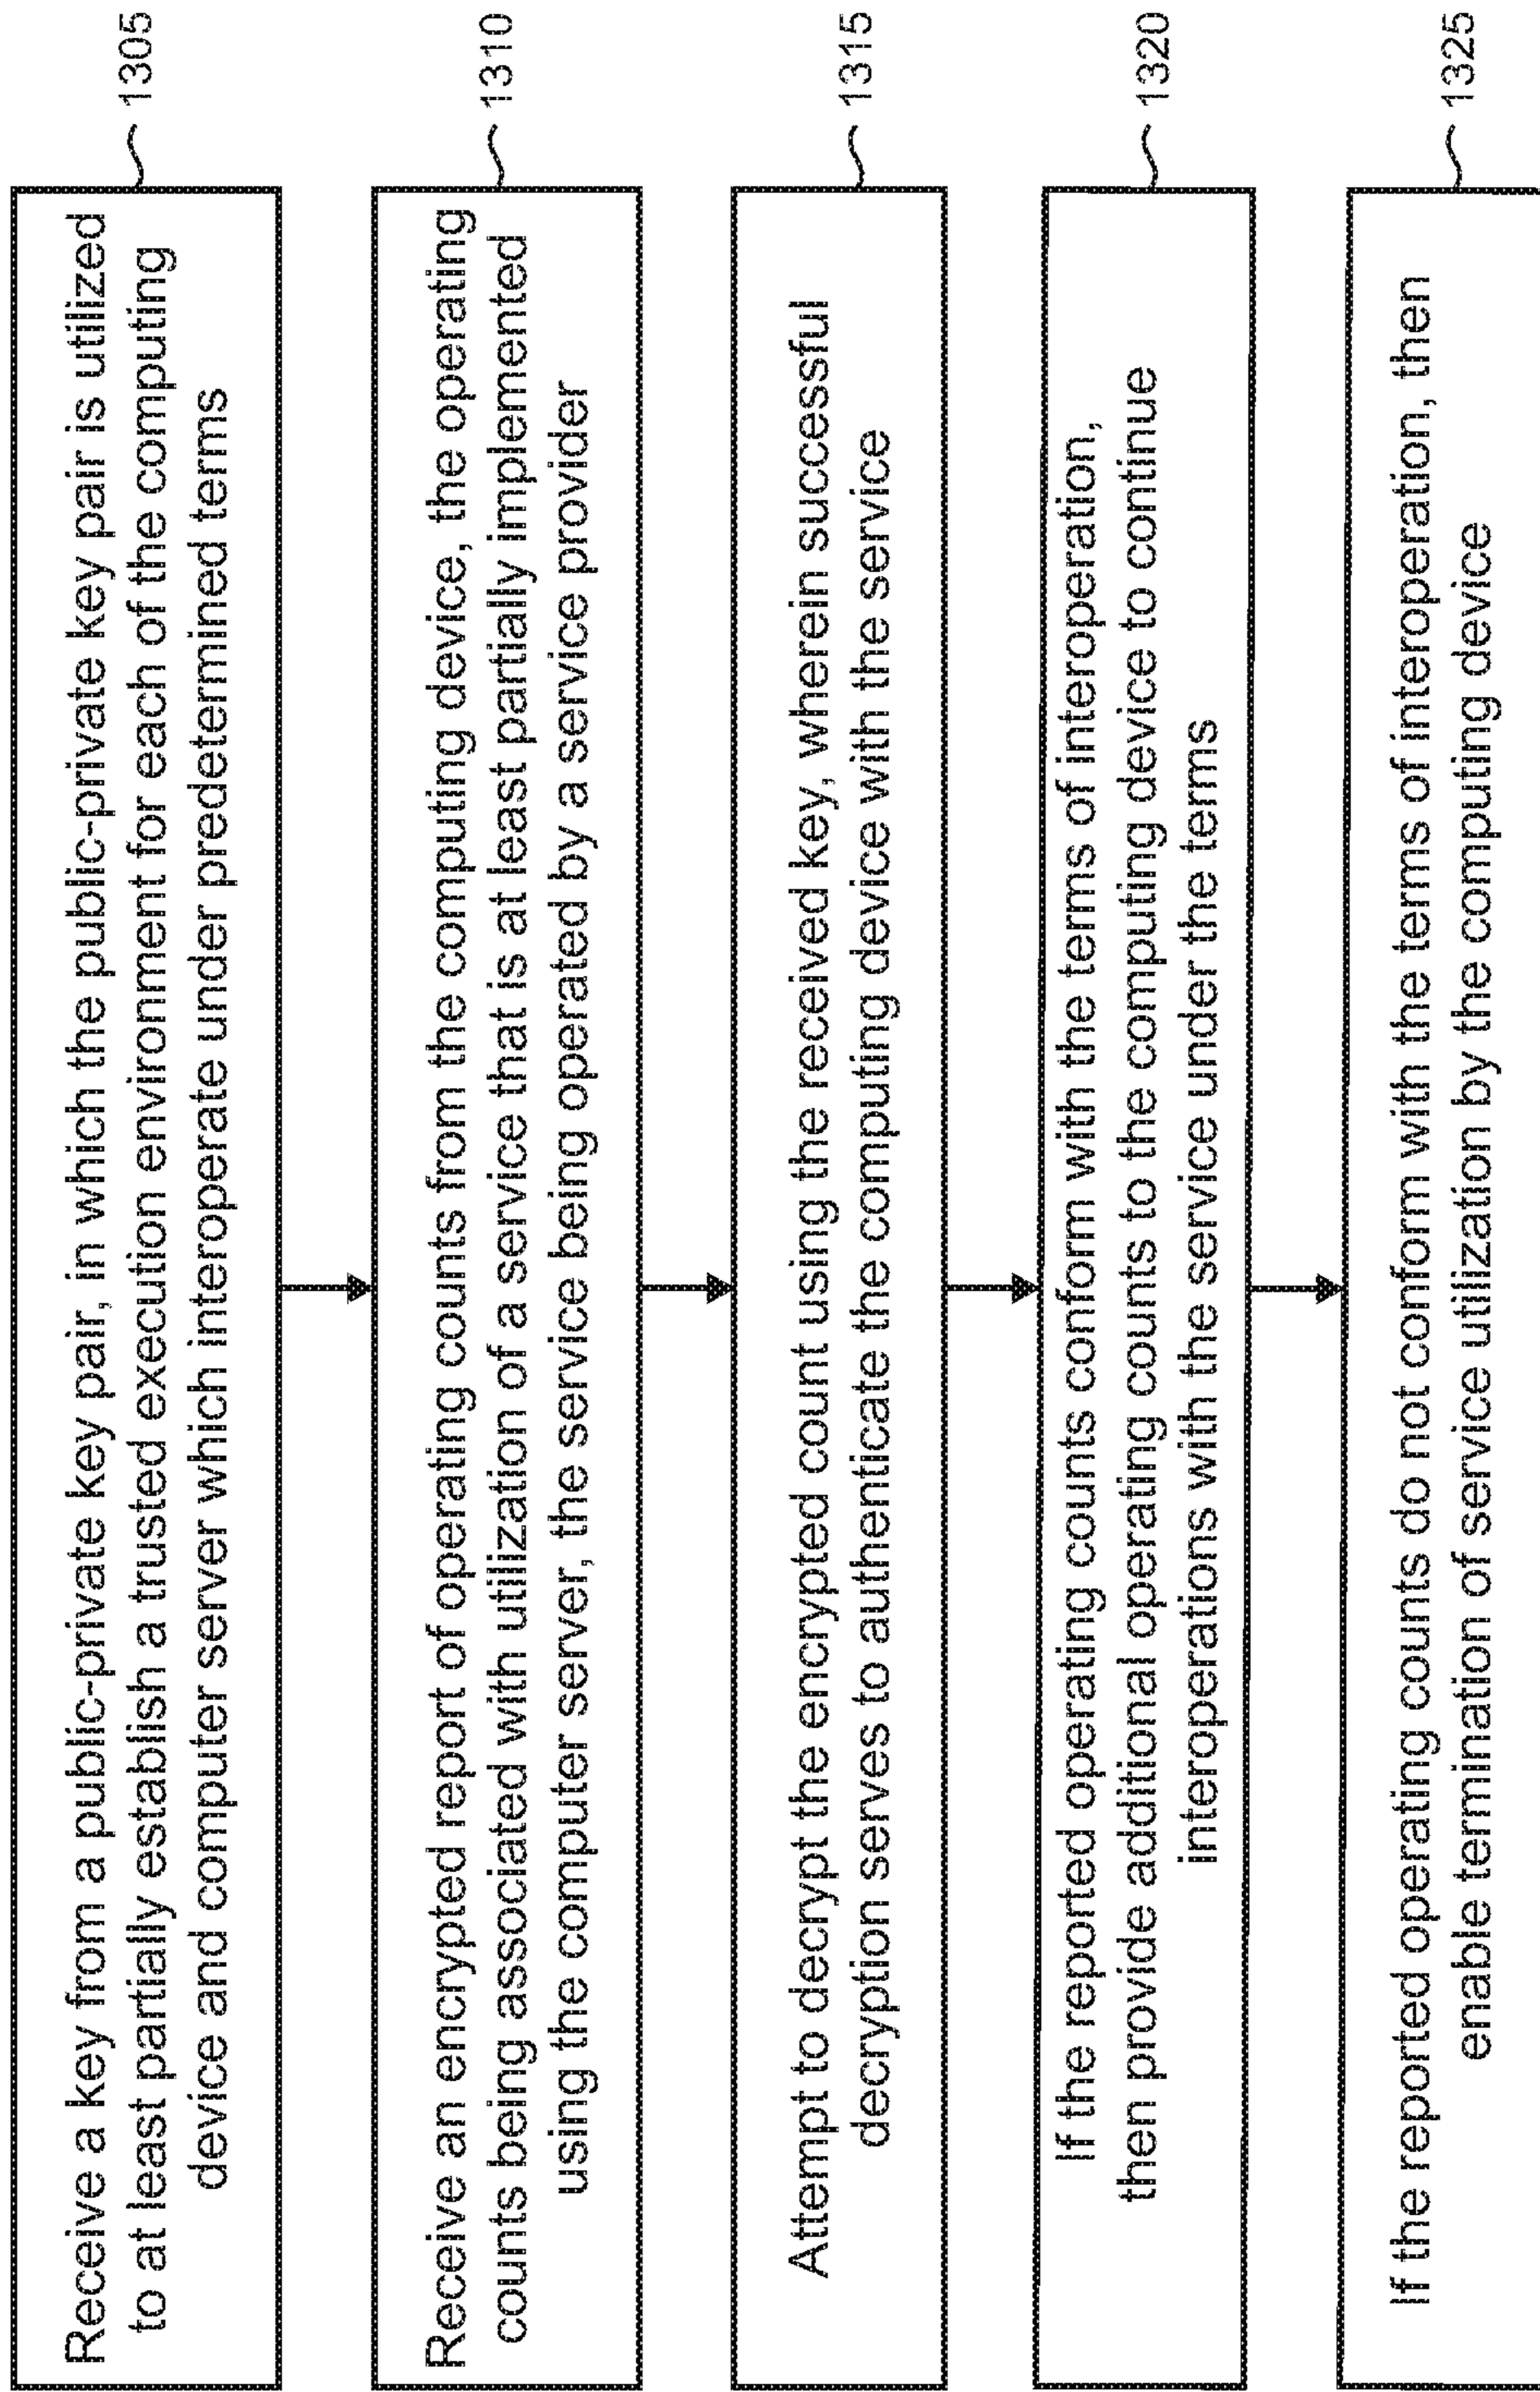 Receive a key from a public-private key pair, in which the public-private key pair is utilized
to at least partially establish a trusted execution environment for each of the computing
device and computer server which interoperate under predetermined terms
1305
Receive an encrypted report of operating counts from the computing device, the operating
counts being associated with utilization of a service that is at least partially implemented
using the computer server, the service being operated by a service provider
1310
Attempt to decrypt the encrypted count using the received key, wherein successful
decryption serves to authenticate the computing device with the service
1315
If the reported operating counts conform with the terms of interoperation,
then provide additional operating counts to the computing device to continue
interoperations with the service under the terms
1320
If the reported operating counts do not conform with the terms of interoperation, then
enable termination of service utilization by the computing device
1325